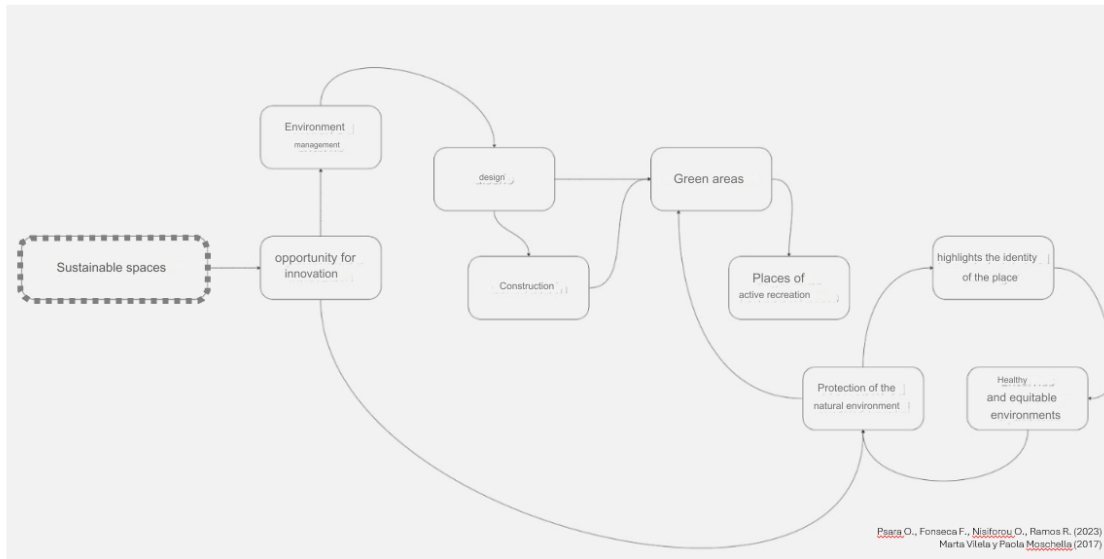 Environment
management
design
Green areas
Sustainable spaces
opportunity for
innovation
Construction
Places of
active recreation
highlights the identity
of the place
Protection of the
natural environment
Healthy
and equitable
environments
Psara O., Fonseca F., Nisiforou O., Ramos R. (2023)
Marta Vilela y Paola Moschella (2017)